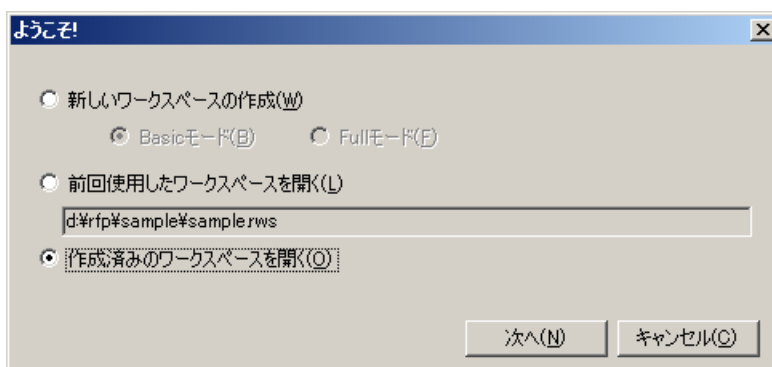 ようこそ!
新しいワークスペースの作成(W)
Basicモード(B) Fullモード(F)
前回使用したワークスペースを開く(L)
d:¥rfp¥sample¥sample.rws
作成済みのワークスペースを開く(O)
次へ(N) キャンセル(C)